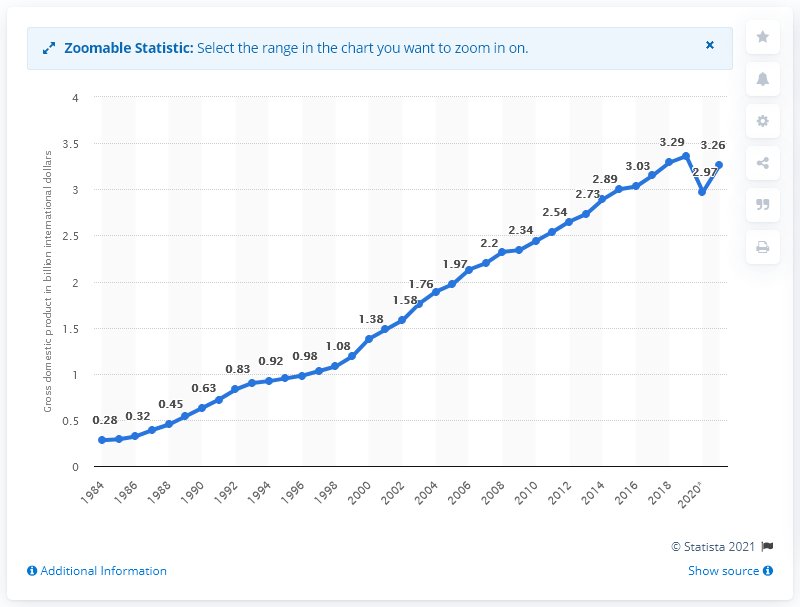 Zoomable Statistic: Select the range in the chart you want to zoom in on. ×
Gross domestic product in billion international dollars
4
3.5
3
2.5
2
1.5
1
0.5
0
0.28 0.32 0.45 0.63 0.83 0.92 0.98 1.08 1.38 1.58 1.76 1.97 2.2 2.34 2.54 2.73 2.89 3.03 3.29 2.97 3.26
1984 1986 1988 1990 1992 1994 1996 1998 2000 2002 2004 2006 2008 2010 2012 2014 2016 2018 2020*
© Statista 2021
Additional Information
Show source